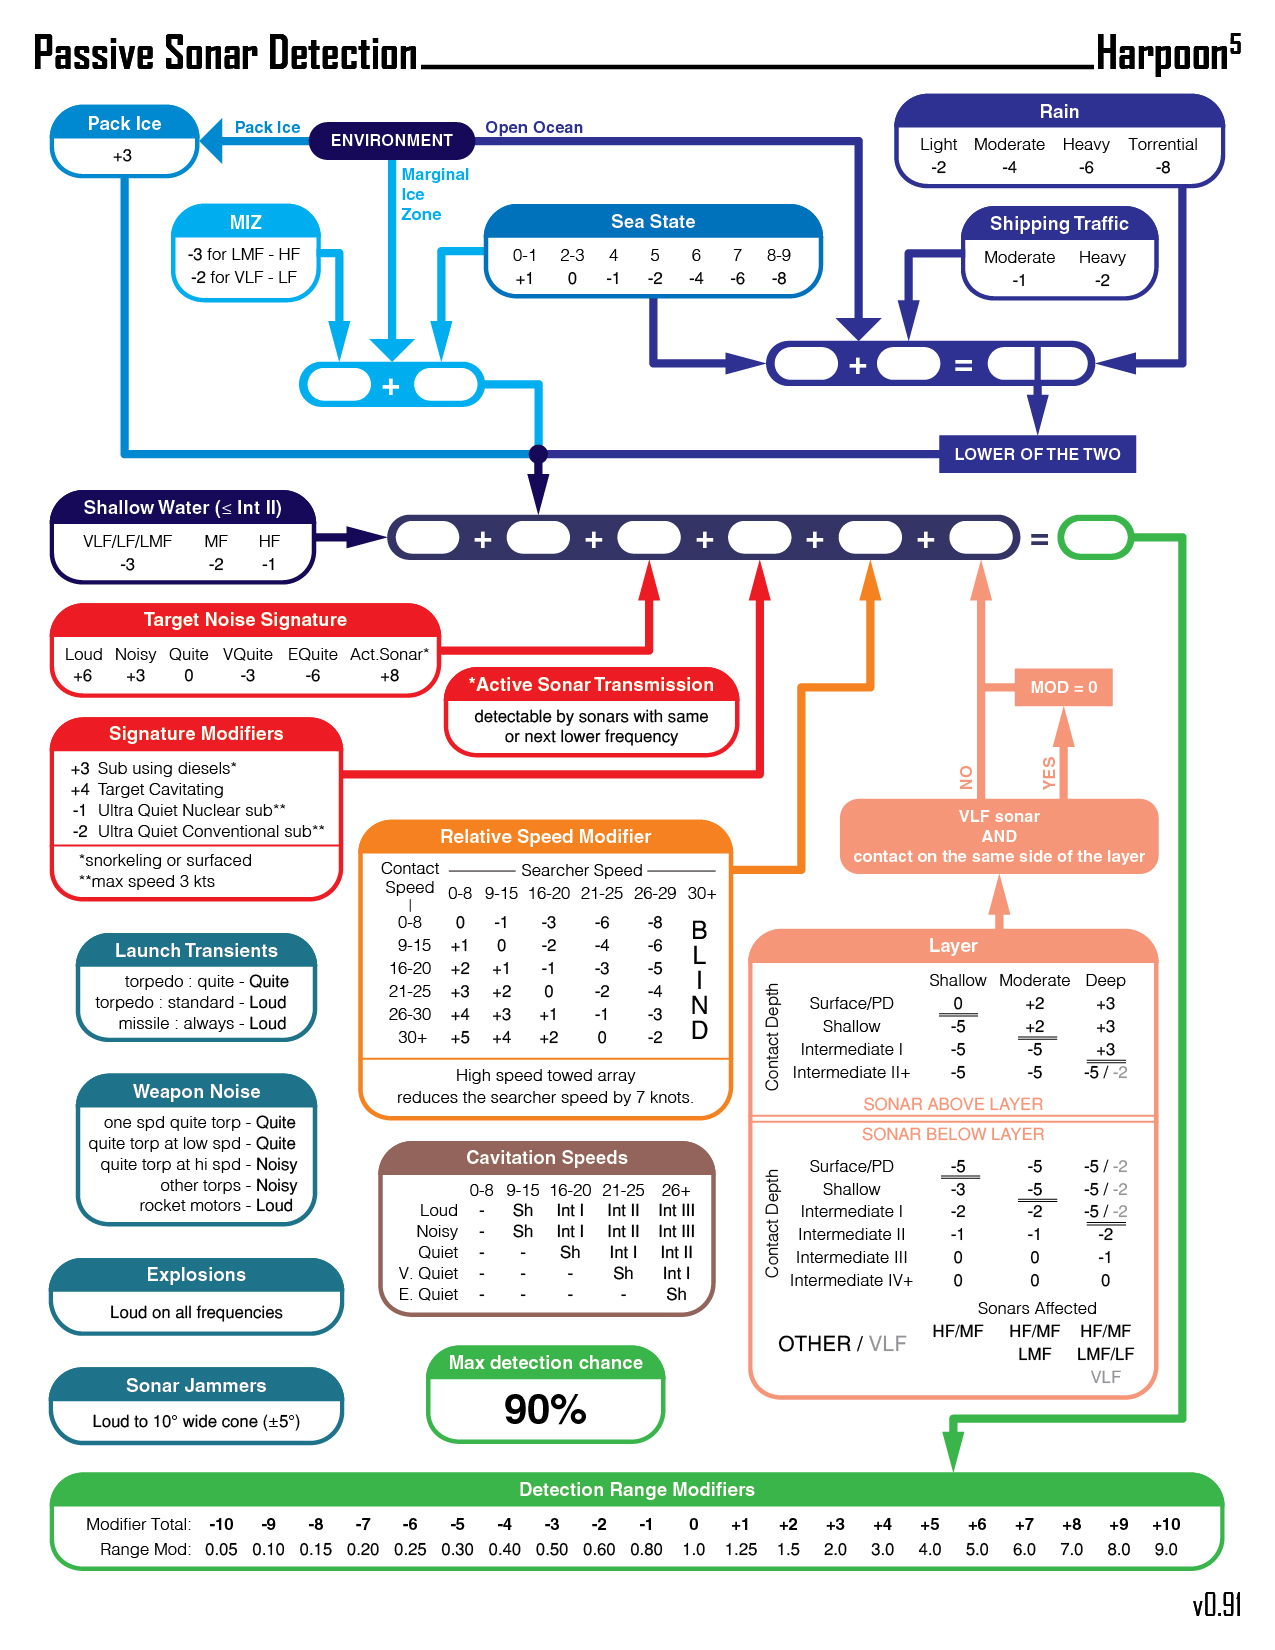 Passive Sonar Detection
Harpoon5
Pack Ice
+3
Pack Ice
ENVIRONMENT
Open Ocean
Marginal
Ice
Zone
Rain
Light Moderate Heavy Torrential
-2 -4 -6 -8
MIZ
-3 for LMF - HF
-2 for VLF - LF
Sea State
0-1 2-3 4 5 6 7 8-9
+1 0 -1 -2 -4 -6 -8
Shipping Traffic
Moderate Heavy
-1 -2
+
+ =
LOWER OF THE TWO
Shallow Water (≤ Int II)
VLF/LF/LMF MF HF
-3 -2 -1
+ + + + + =
Target Noise Signature
Loud Noisy Quite VQuite EQuite Act.Sonar*
+6 +3 0 -3 -6 +8
*Active Sonar Transmission
detectable by sonars with same
or next lower frequency
MOD = 0
NO
YES
Signature Modifiers
+3 Sub using diesels*
+4 Target Cavitating
-1 Ultra Quiet Nuclear sub**
-2 Ultra Quiet Conventional sub**
*snorkeling or surfaced
**max speed 3 kts
VLF sonar
AND
contact on the same side of the layer
Relative Speed Modifier
Contact Searcher Speed
Speed 0-8 9-15 16-20 21-25 26-29 30+
0-8 0 -1 -3 -6 -8
9-15 +1 0 -2 -4 -6
16-20 +2 +1 -1 -3 -5
21-25 +3 +2 0 -2 -4
26-30 +4 +3 +1 -1 -3
30+ +5 +4 +2 0 -2
BLIND
High speed towed array
reduces the searcher speed by 7 knots.
Launch Transients
torpedo : quite - Quite
torpedo : standard - Loud
missile : always - Loud
Weapon Noise
one spd quite torp - Quite
quite torp at low spd - Quite
quite torp at hi spd - Noisy
other torps - Noisy
rocket motors - Loud
Explosions
Loud on all frequencies
Sonar Jammers
Loud to 10° wide cone (±5°)
Cavitation Speeds
0-8 9-15 16-20 21-25 26+
Loud - Sh Int I Int II Int III
Noisy - Sh Int I Int II Int III
Quiet - - Sh Int I Int II
V. Quiet - - - Sh Int I
E. Quiet - - - - Sh
Max detection chance
90%
Layer
Shallow Moderate Deep
Contact Depth
Surface/PD 0 +2 +3
Shallow -5 +2 +3
Intermediate I -5 -5 +3
Intermediate II+ -5 -5 -5 / -2
SONAR ABOVE LAYER
SONAR BELOW LAYER
Contact Depth
Surface/PD -5 -5 -5 / -2
Shallow -3 -5 -5 / -2
Intermediate I -2 -2 -5 / -2
Intermediate II -1 -1 -2
Intermediate III 0 0 -1
Intermediate IV+ 0 0 0
Sonars Affected
OTHER / VLF
HF/MF HF/MF HF/MF
LMF LMF/LF
VLF
Detection Range Modifiers
Modifier Total: -10 -9 -8 -7 -6 -5 -4 -3 -2 -1 0 +1 +2 +3 +4 +5 +6 +7 +8 +9 +10
Range Mod: 0.05 0.10 0.15 0.20 0.25 0.30 0.40 0.50 0.60 0.80 1.0 1.25 1.5 2.0 3.0 4.0 5.0 6.0 7.0 8.0 9.0
v0.91